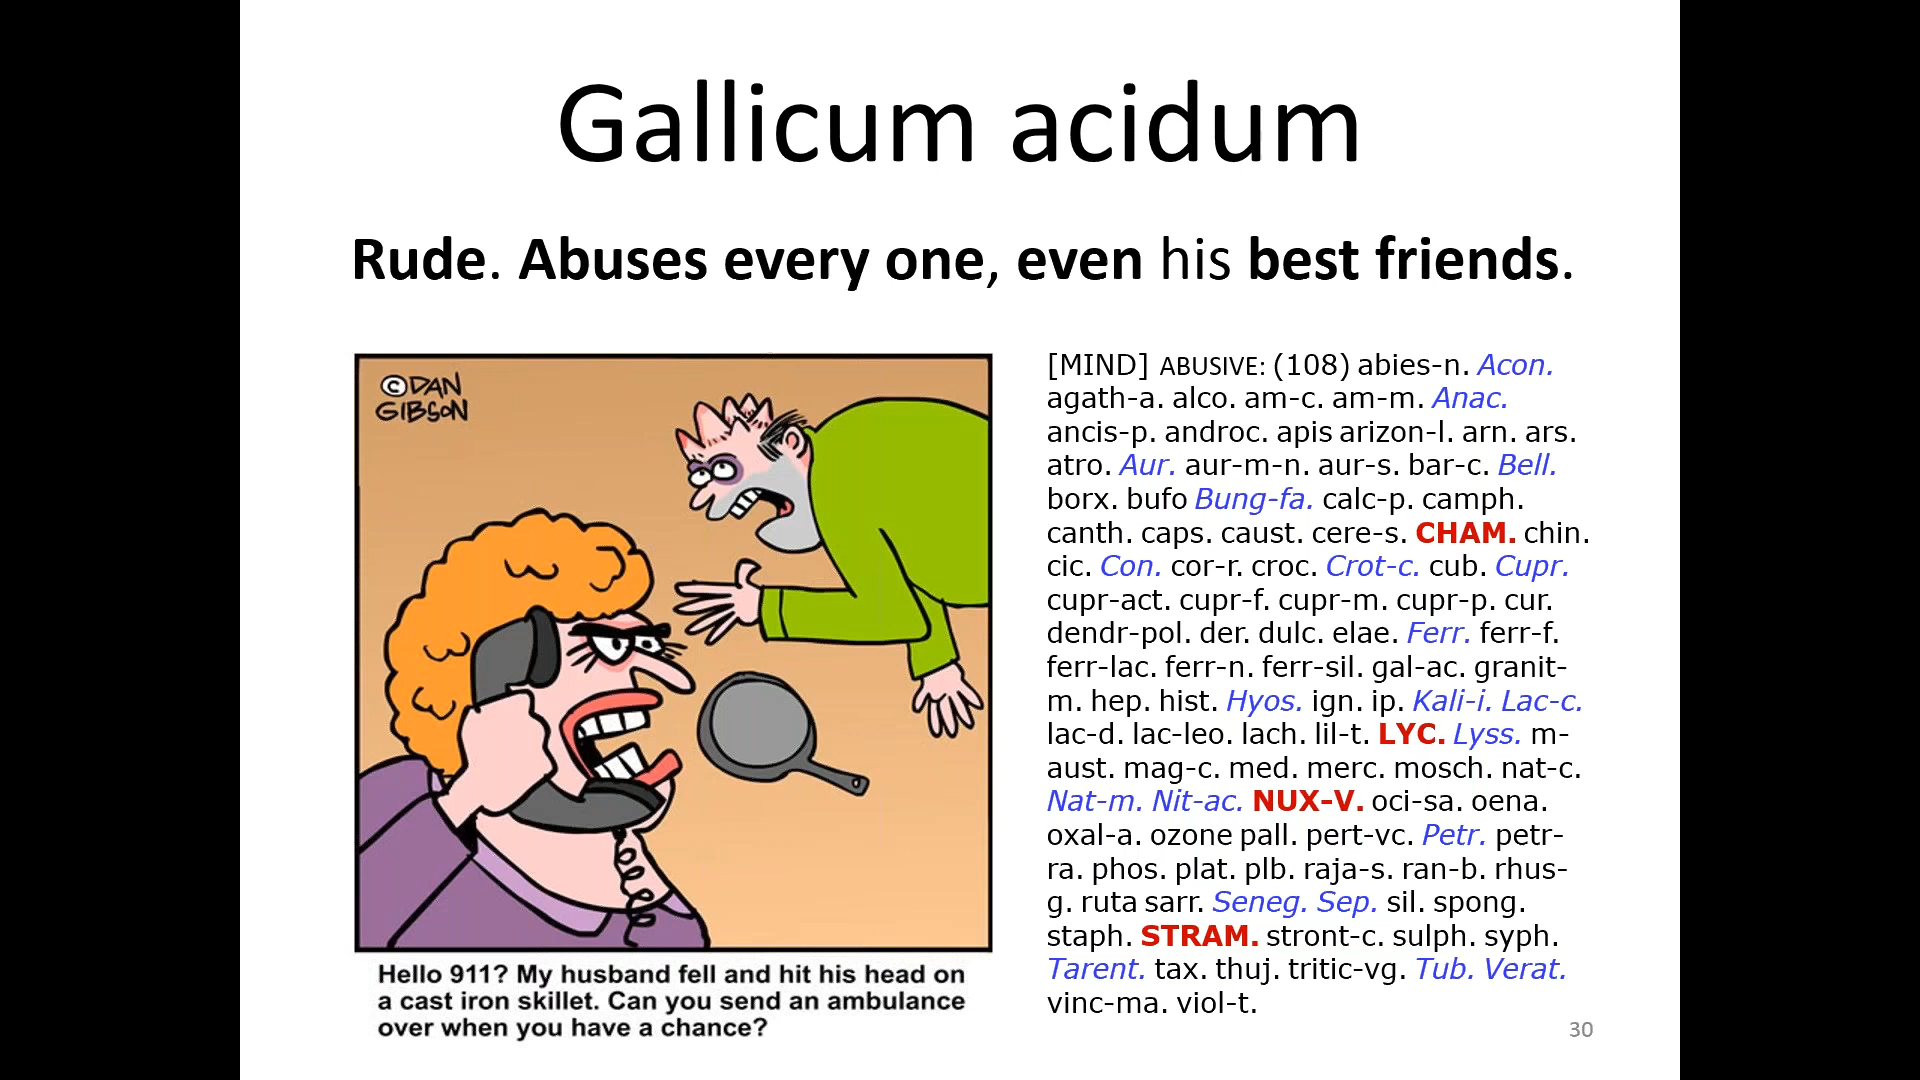 Gallicum acidum
Rude. Abuses every one, even his best friends.
©DAN
GIBSON
Hello 911? My husband fell and hit his head on
a cast iron skillet. Can you send an ambulance
over when you have a chance?
[MIND] ABUSIVE: (108) abies-n. Acon.
agath-a. alco. am-c. am-m. Anac.
ancis-p. androc. apis arizon-l. arn. ars.
atro. Aur. aur-m-n. aur-s. bar-c. Bell.
borx. bufo Bung-fa. calc-p. camph.
canth. caps. caust. cere-s. CHAM. chin.
cic. Con. cor-r. croc. Crot-c. cub. Cupr.
cupr-act. cupr-f. cupr-m. cupr-p. cur.
dendr-pol. der. dulc. elae. Ferr. ferr-f.
ferr-lac. ferr-n. ferr-sil. gal-ac. granit-
m. hep. hist. Hyos. ign. ip. Kali-i. Lac-c.
lac-d. lac-leo. lach. lil-t. LYC. Lyss. m-
aust. mag-c. med. merc. mosch. nat-c.
Nat-m. Nit-ac. NUX-V. oci-sa. oena.
oxal-a. ozone pall. pert-vc. Petr. petr-
ra. phos. plat. plb. raja-s. ran-b. rhus-
g. ruta sarr. Seneg. Sep. sil. spong.
staph. STRAM. stront-c. sulph. syph.
Tarent. tax. thuj. tritic-vg. Tub. Verat.
vinc-ma. viol-t.
30